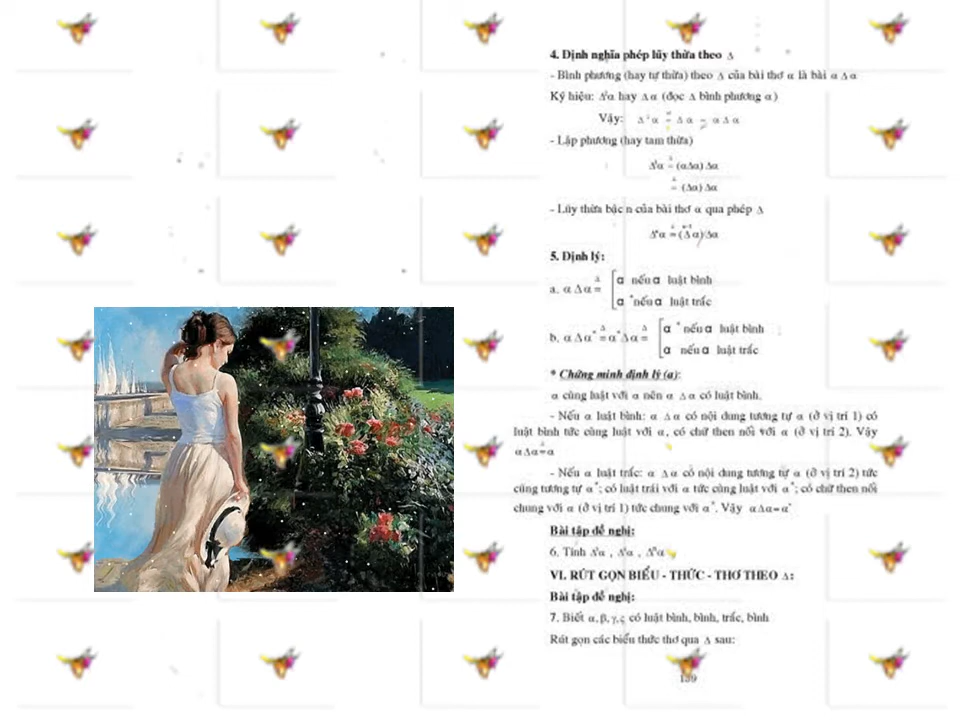 4. Định nghĩa phép lũy thừa theo Δ
- Bình phương (hay tự thừa) theo Δ của bài thơ α là bài α Δ α
Ký hiệu: Δ²α hay Δ α (đọc Δ bình phương α)
Vậy: Δ ² α = Δ α = α Δ α
- Lập phương (hay tam thừa)
Δ³α = (αΔα) Δα
= (Δα) Δα
- Lũy thừa bậc n của bài thơ α qua phép Δ
Δⁿα = (Δ α) Δα
5. Định lý:
a. α Δ α = [ α nếu α luật bình
α * nếu α luật trắc
b. α Δ α* = α* Δ α = [ α * nếu α luật bình
α nếu α luật trắc
* Chứng minh định lý (a):
α cùng luật với α nên α Δ α có luật bình.
- Nếu α luật bình: α Δ α có nội dung tương tự α (ở vị trí 1) có
luật bình tức cùng luật với α, có chữ then nối với α (ở vị trí 2). Vậy
αΔα=α
- Nếu α luật trắc: α Δ α có nội dung tương tự α (ở vị trí 2) tức
cũng tương tự α*; có luật trái với α tức cùng luật với α*; có chữ then nối
chung với α (ở vị trí 1) tức chung với α*. Vậy αΔα=α*
Bài tập đề nghị:
6. Tính
VI. RÚT GỌN BIỂU - THỨC - THƠ THEO Δ:
Bài tập đề nghị:
7. Biết α, β, γ, ς có luật bình, bình, trắc, bình
Rút gọn các biểu thức thơ qua Δ sau:
139